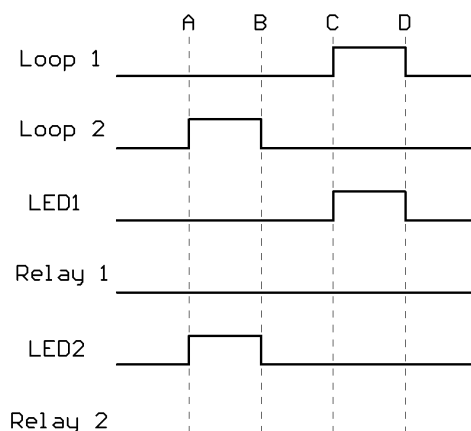 A B C D
Loop 1
Loop 2
LED1
Relay 1
LED2
Relay 2